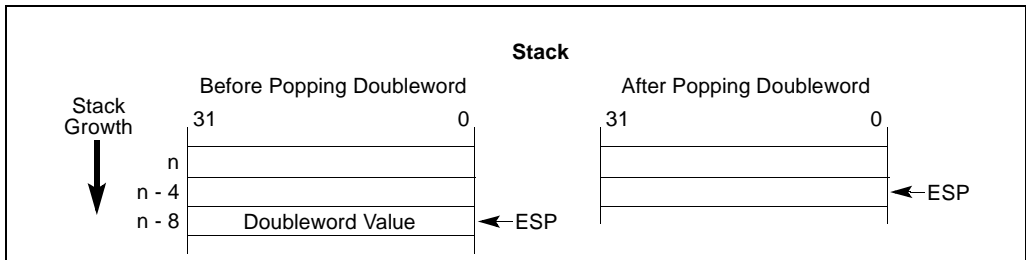 Stack
Before Popping Doubleword
After Popping Doubleword
Stack
Growth
31 0
31 0
n
n - 4
ESP
n - 8 Doubleword Value ESP